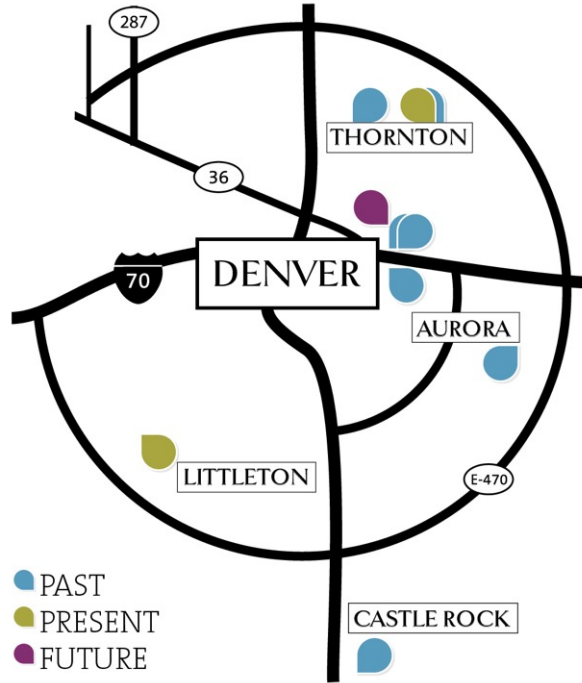 287
THORNTON
36
DENVER
70
AURORA
LITTLETON
E-470
PAST
PRESENT
FUTURE
CASTLE ROCK